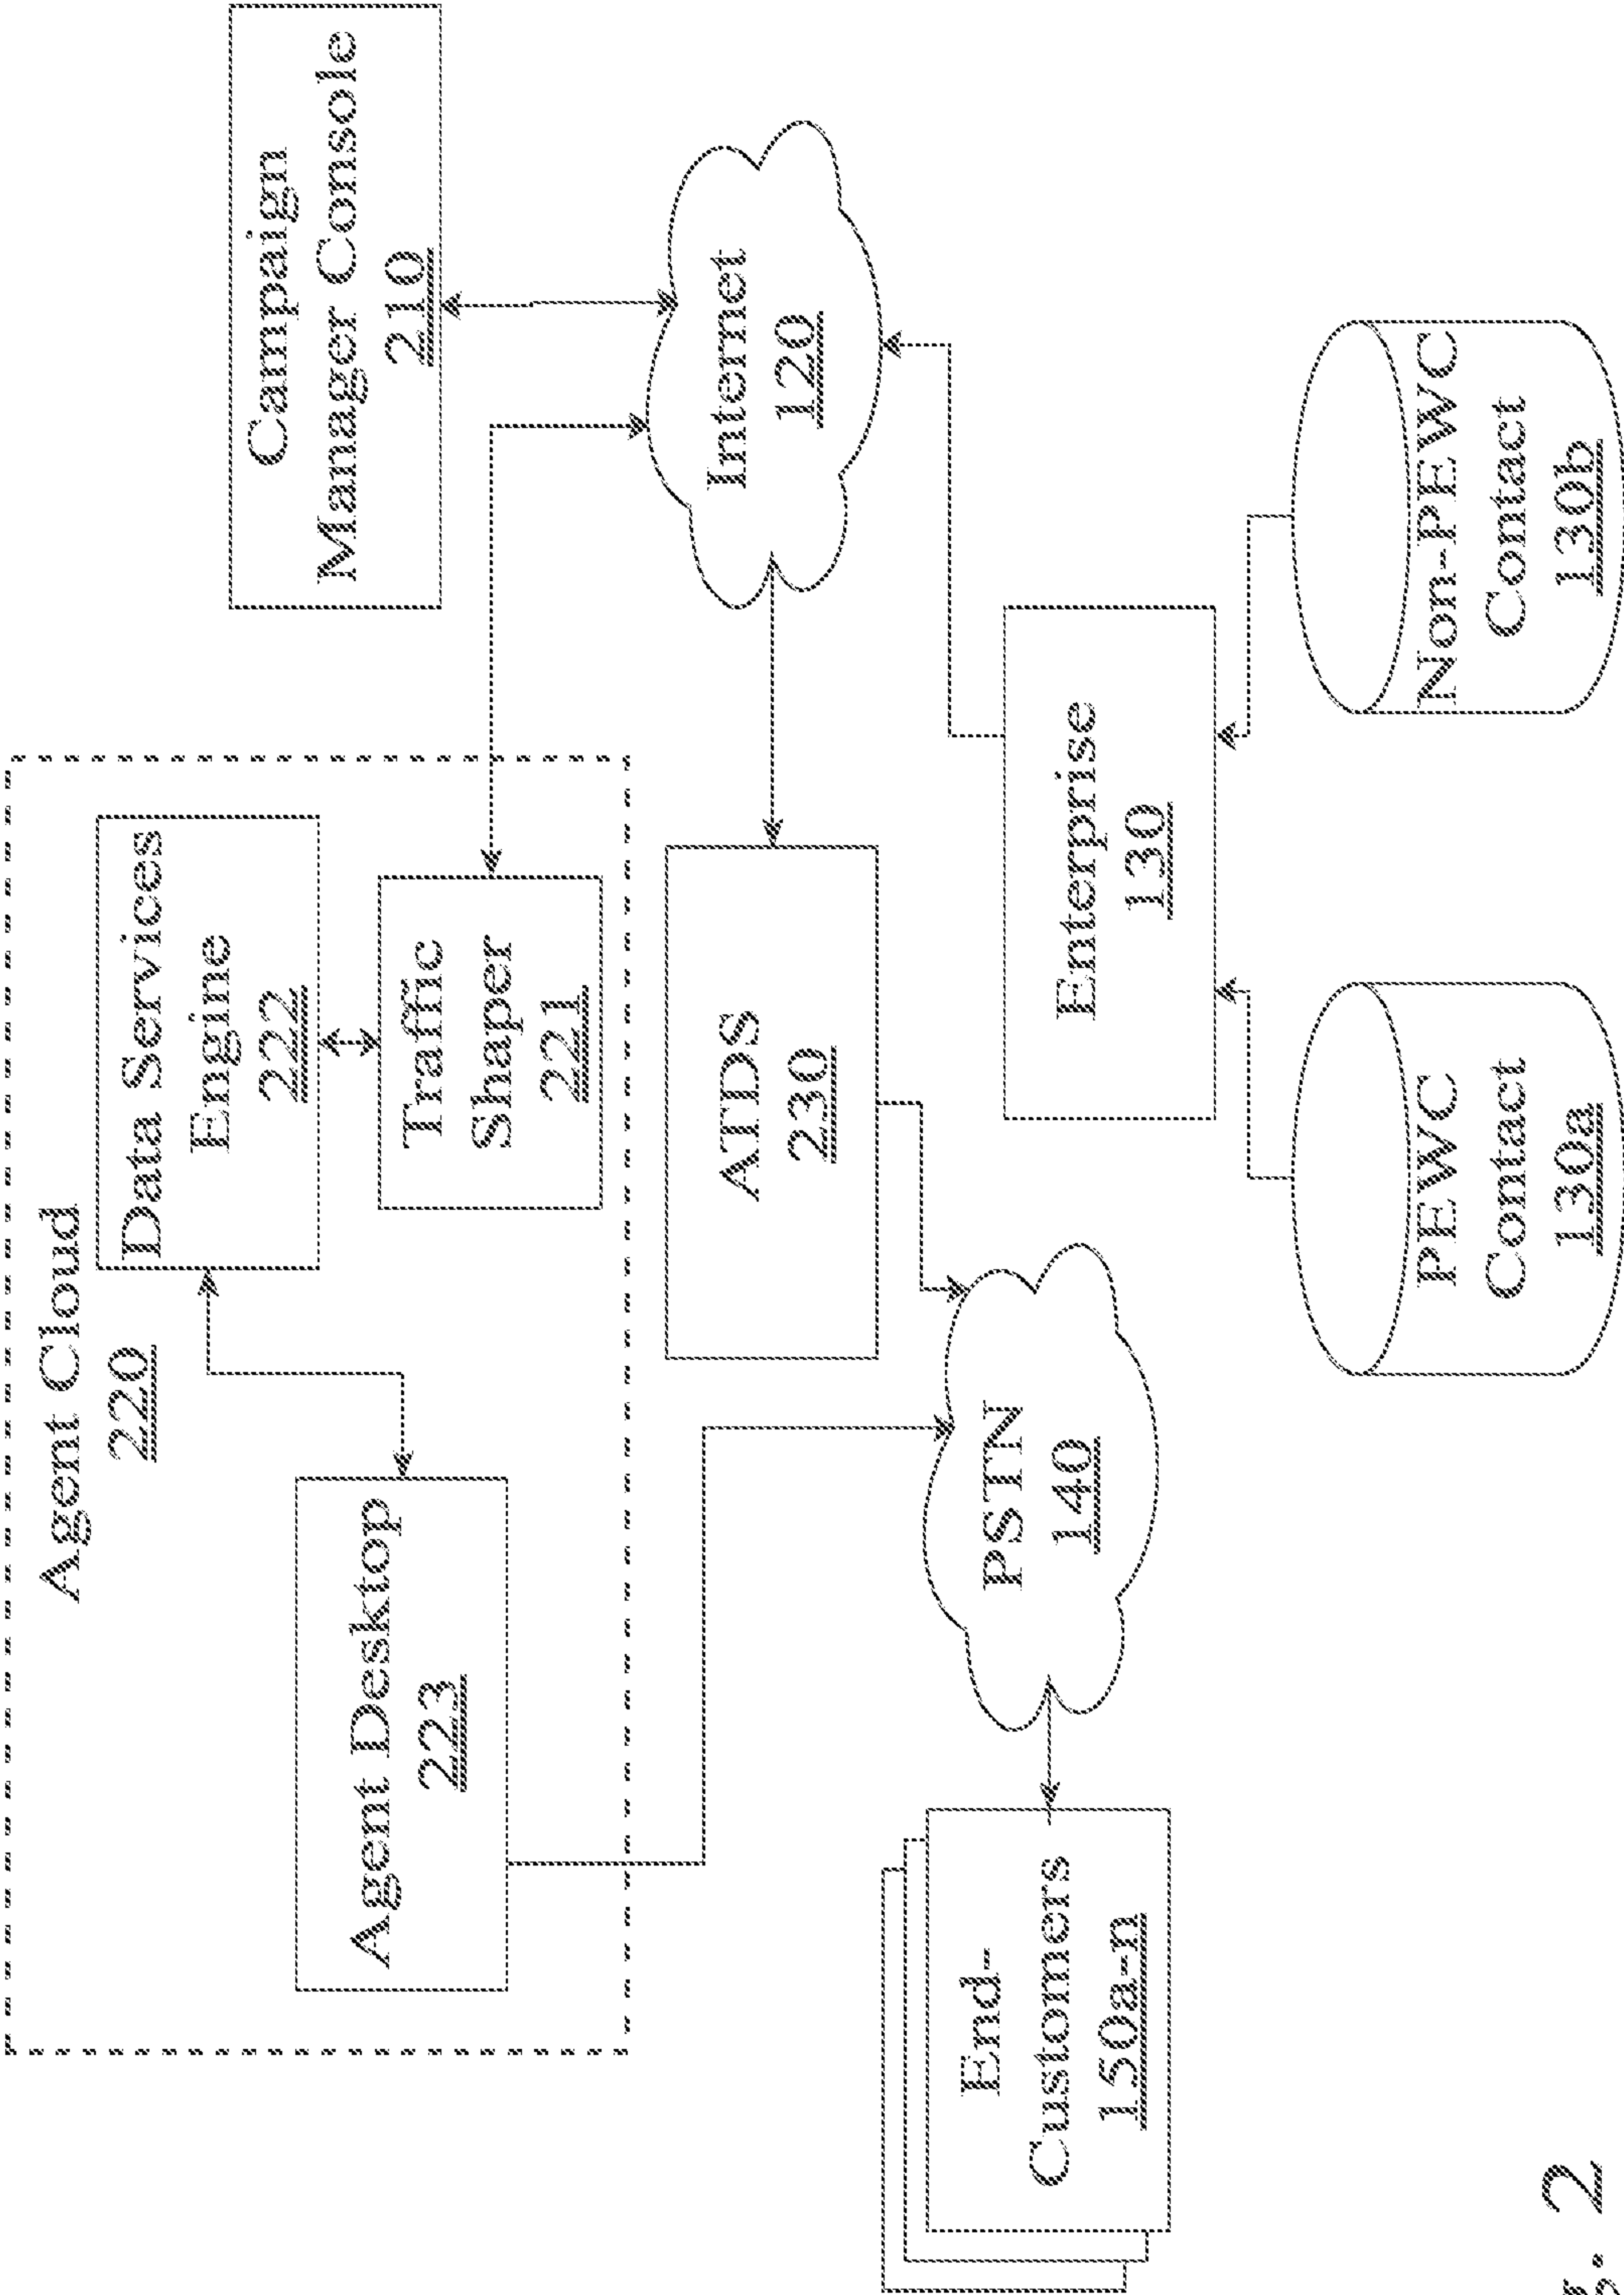 Agent Cloud
220
Data Services
Engine
222
Traffic
Shaper
221
Agent Desktop
223
Campaign
Manager Console
210
Internet
120
ATDS
230
PSTN
140
End-
Customers
150a-n
Enterprise
130
PEWC
Contact
130a
Non-PEWC
Contact
130b
2